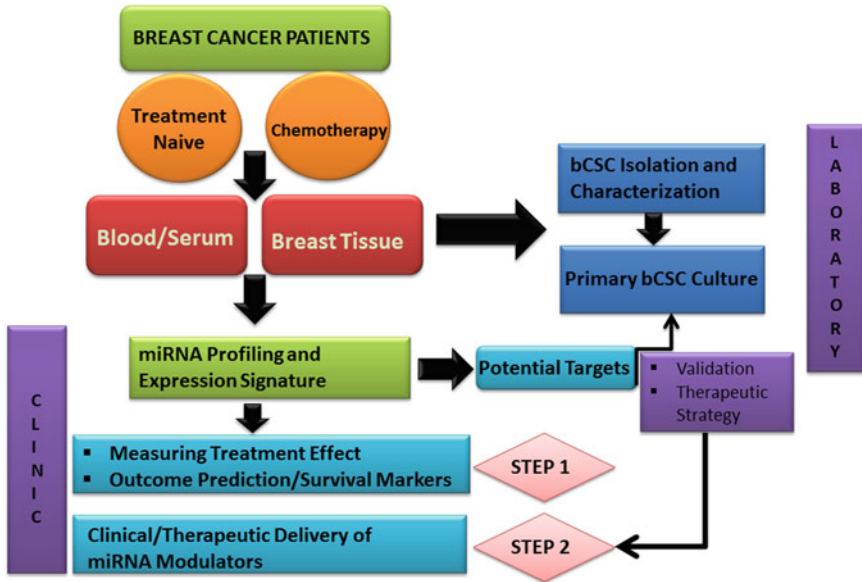 BREAST CANCER PATIENTS
Treatment
Naive
Chemotherapy
Blood/Serum
Breast Tissue
bCSC Isolation and
Characterization
Primary bCSC Culture
LABORATORY
miRNA Profiling and
Expression Signature
Potential Targets
▪ Validation
▪ Therapeutic
Strategy
CLINIC
▪ Measuring Treatment Effect
▪ Outcome Prediction/Survival Markers
STEP 1
Clinical/Therapeutic Delivery of
miRNA Modulators
STEP 2